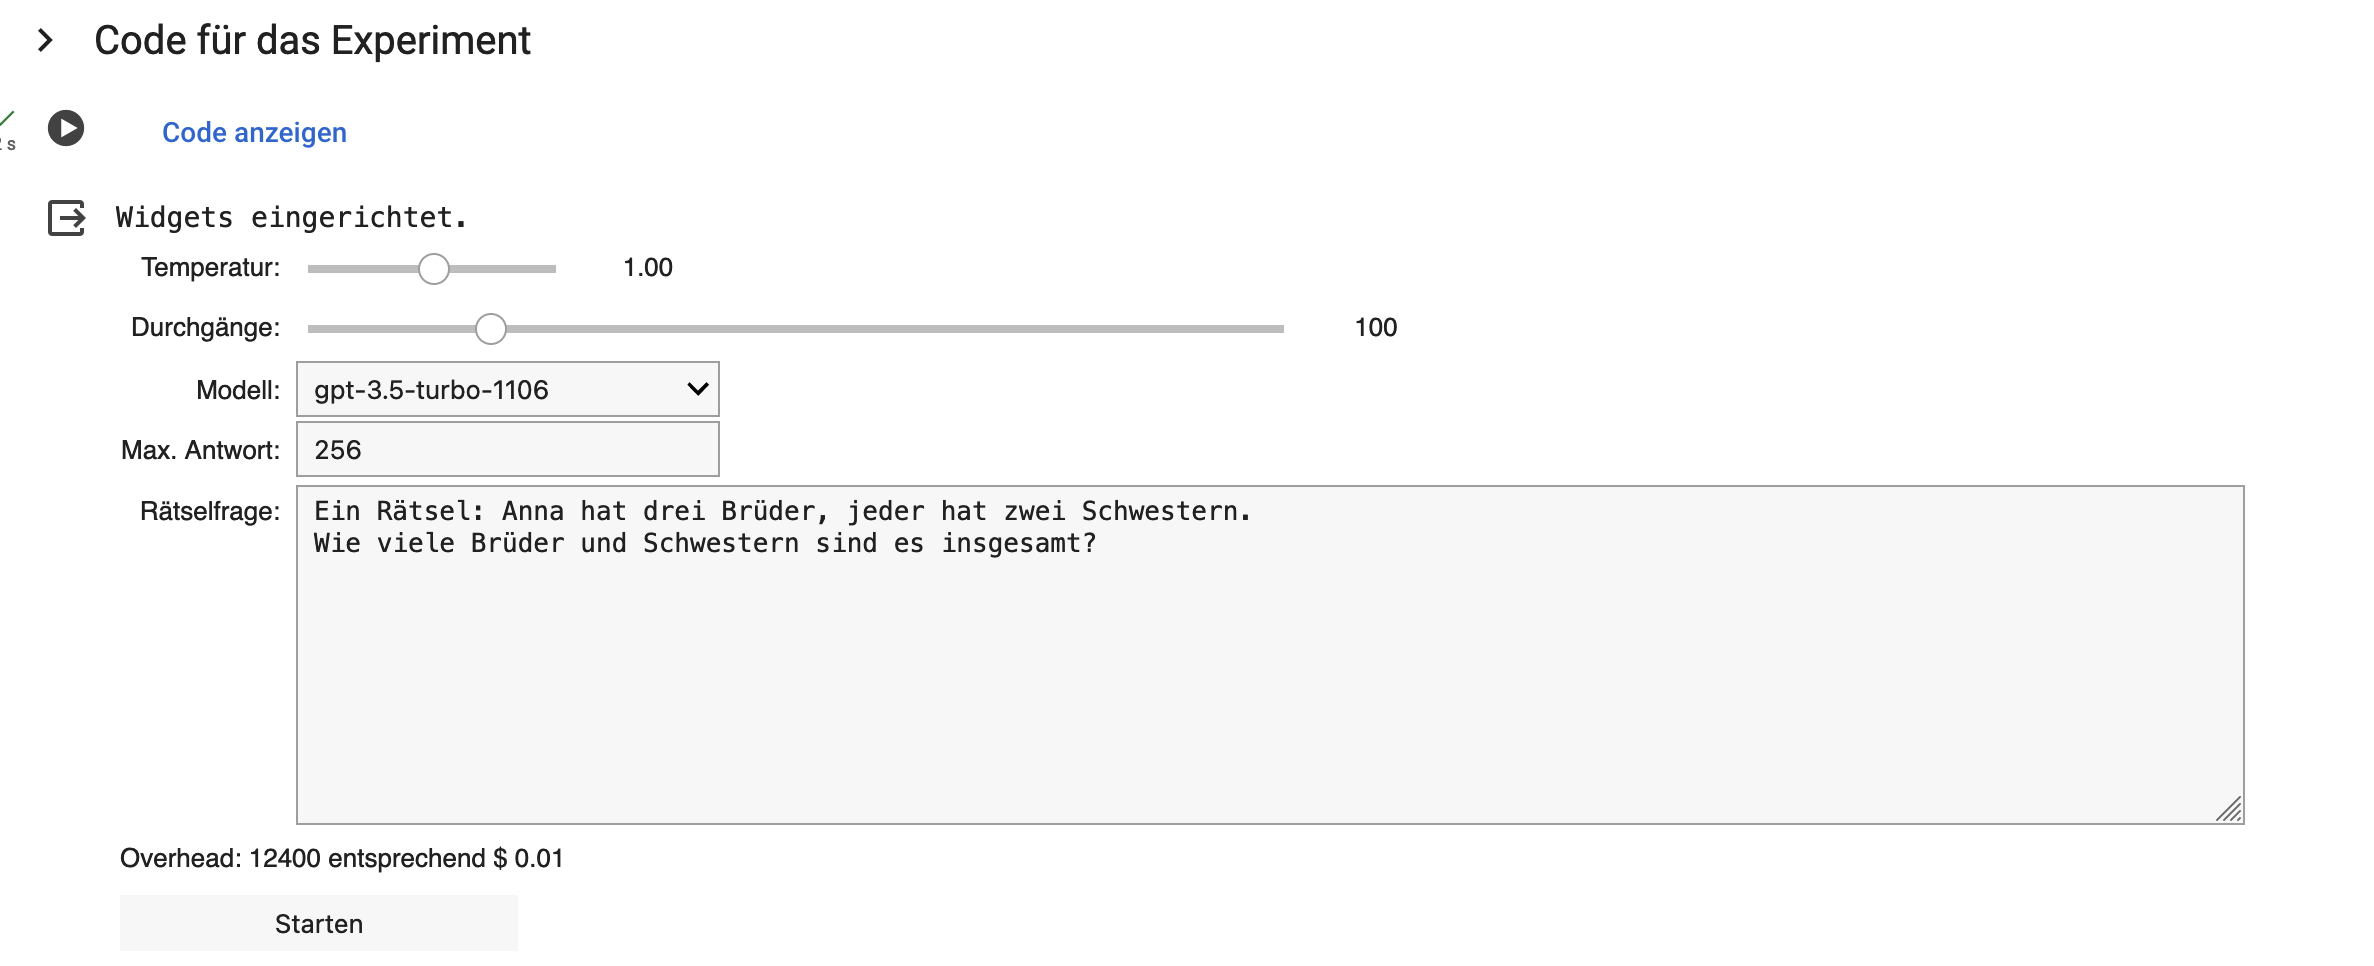 Code für das Experiment
Code anzeigen
s
Widgets eingerichtet.
Temperatur: 1.00
Durchgänge: 100
Modell: gpt-3.5-turbo-1106
Max. Antwort: 256
Rätselfrage: Ein Rätsel: Anna hat drei Brüder, jeder hat zwei Schwestern.
Wie viele Brüder und Schwestern sind es insgesamt?
Overhead: 12400 entsprechend $ 0.01
Starten